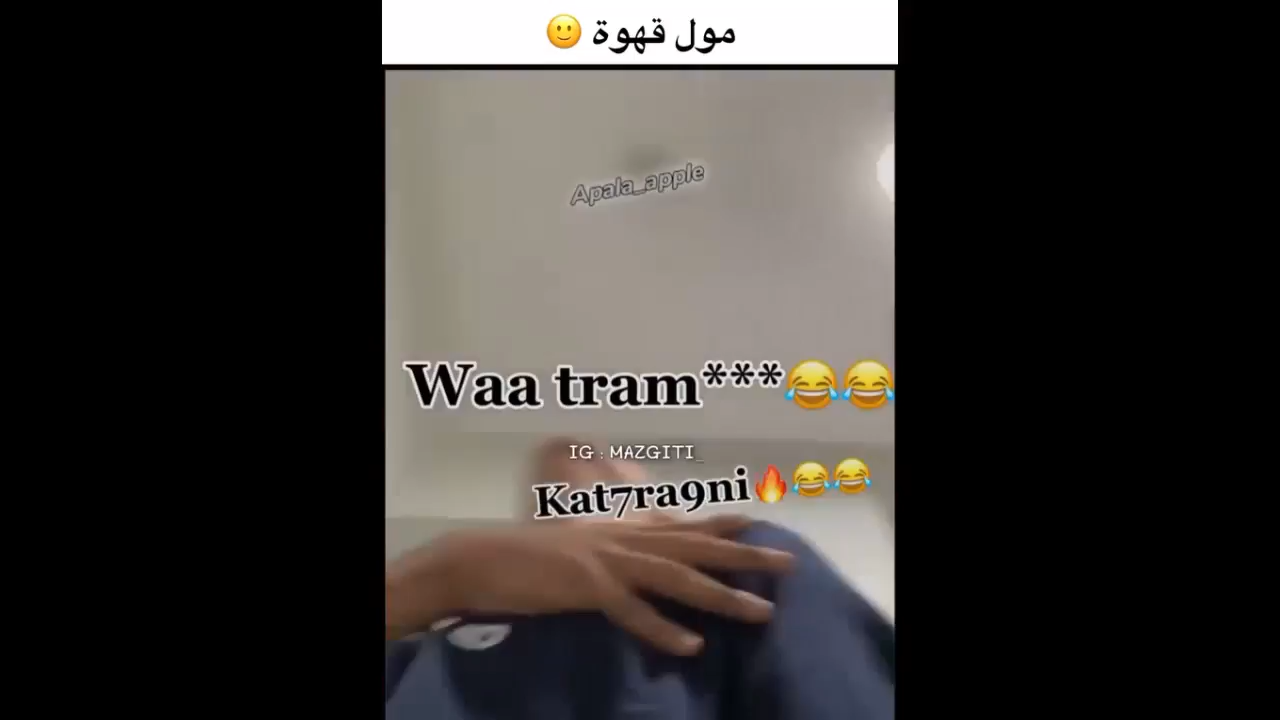 مول قهوة 🙂
Apala_apple
Waa tram***😂😂
IG : MAZGITI_
Kat7ra9ni🔥😂😂